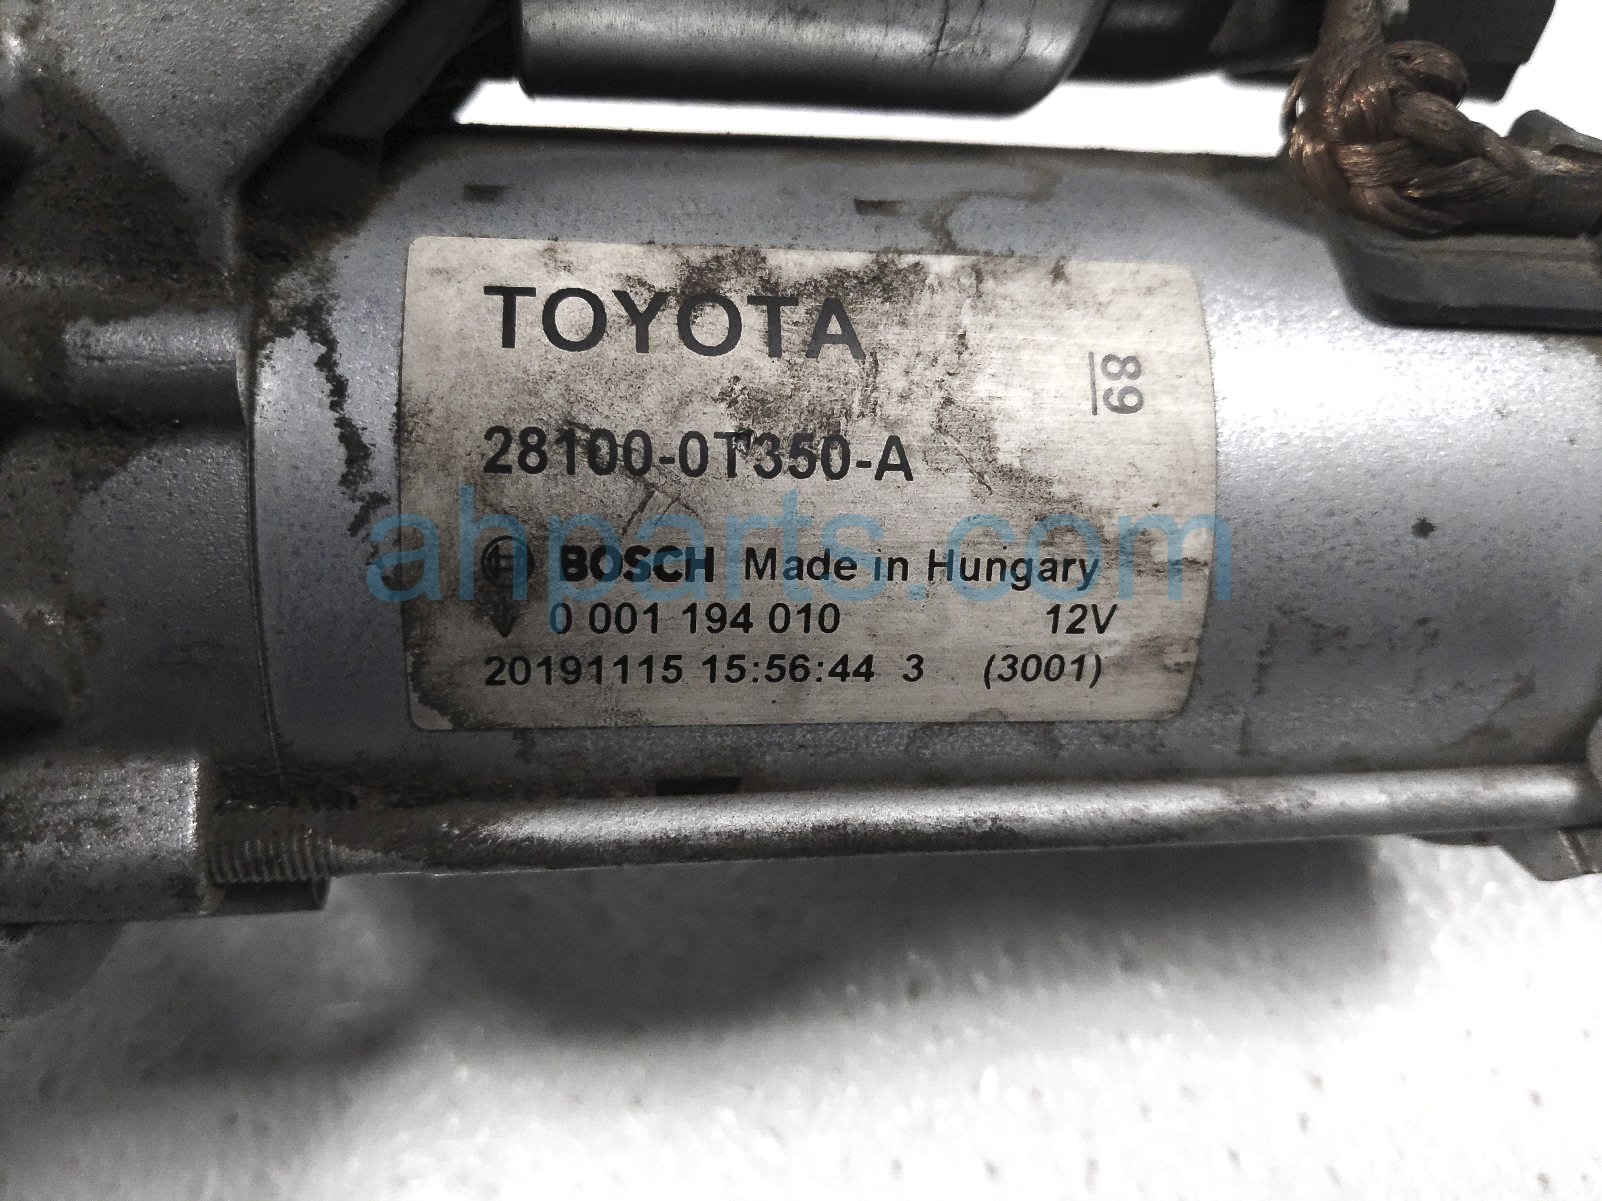 TOYOTA
89
28100-0T350-A
ahparts.com
BOSCH Made in Hungary
0 001 194 010 12V
20191115 15:56:44 3 (3001)